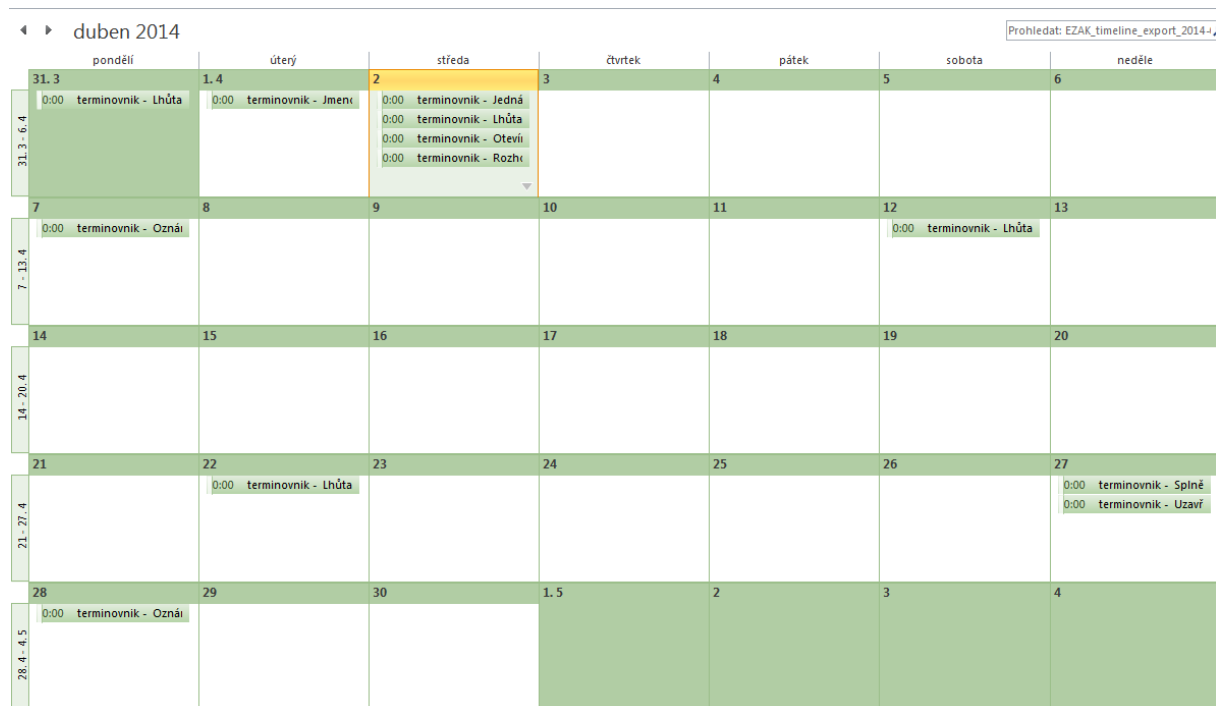 duben 2014
Prohledat: EZAK_timeline_export_2014-
pondělí úterý středa čtvrtek pátek sobota neděle
31. 3 - 6. 4
31. 3 1. 4 2 3 4 5 6
0:00 terminovnik - Lhůta 0:00 terminovnik - Jmen 0:00 terminovnik - Jedná
0:00 terminovnik - Lhůta
0:00 terminovnik - Oteví
0:00 terminovnik - Rozh
7 - 13. 4
7 8 9 10 11 12 13
0:00 terminovnik - Ozná 0:00 terminovnik - Lhůta
14 - 20. 4
14 15 16 17 18 19 20
21 - 27. 4
21 22 23 24 25 26 27
0:00 terminovnik - Lhůta 0:00 terminovnik - Splně
0:00 terminovnik - Uzavř
28. 4 - 4. 5
28 29 30 1. 5 2 3 4
0:00 terminovnik - Ozná